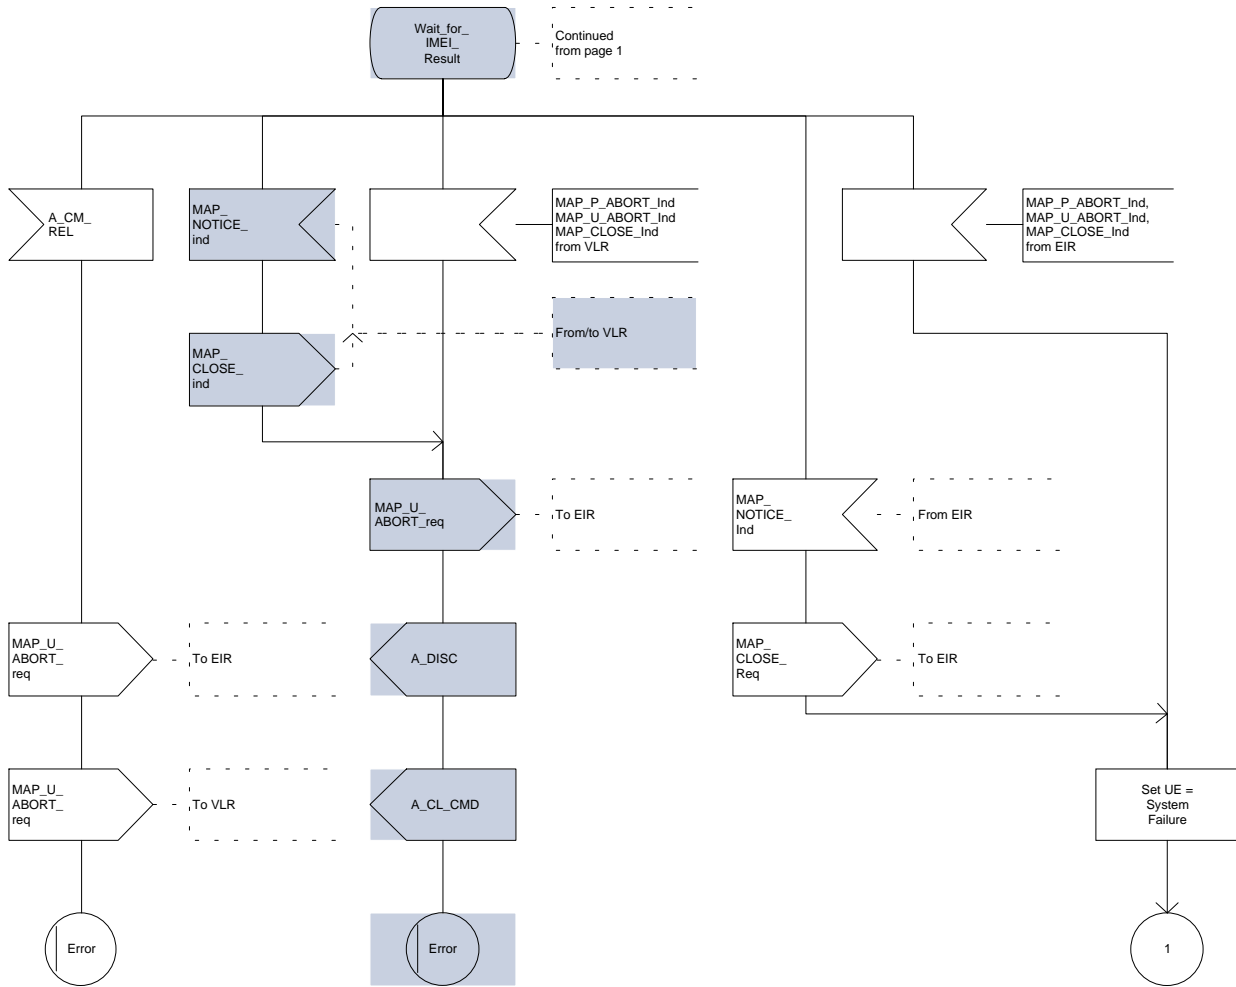 Wait_for_
IMEI_
Result
Continued
from page 1
A_CM_
REL
MAP_
NOTICE_
ind
MAP_P_ABORT_Ind
MAP_U_ABORT_Ind
MAP_CLOSE_Ind
from VLR
MAP_P_ABORT_Ind,
MAP_U_ABORT_Ind,
MAP_CLOSE_Ind
from EIR
MAP_
CLOSE_
ind
From/to VLR
MAP_U_
ABORT_req
To EIR
MAP_
NOTICE_
Ind
From EIR
MAP_U_
ABORT_
req
To EIR
A_DISC
MAP_
CLOSE_
Req
To EIR
MAP_U_
ABORT_
req
To VLR
A_CL_CMD
Set UE =
System
Failure
Error
Error
1